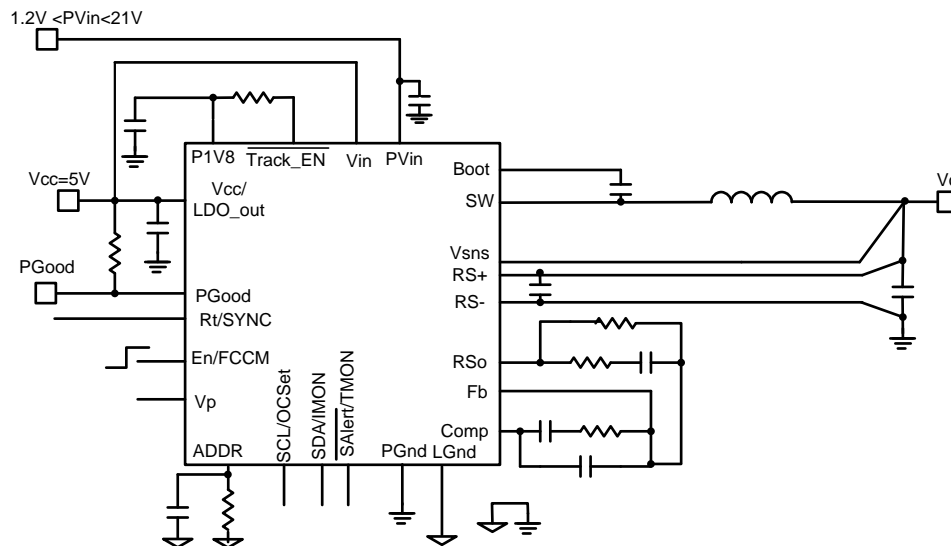 1.2V <PVin<21V
P1V8
Track_EN
Vin
PVin
Boot
Vcc=5V
Vcc/
LDO_out
SW
Vsns
PGood
RS+
PGood
RS-
Rt/SYNC
En/FCCM
RSo
Vp
Fb
Comp
ADDR
SCL/OCSet
SDA/IMON
SAlert/TMON
PGnd
LGnd